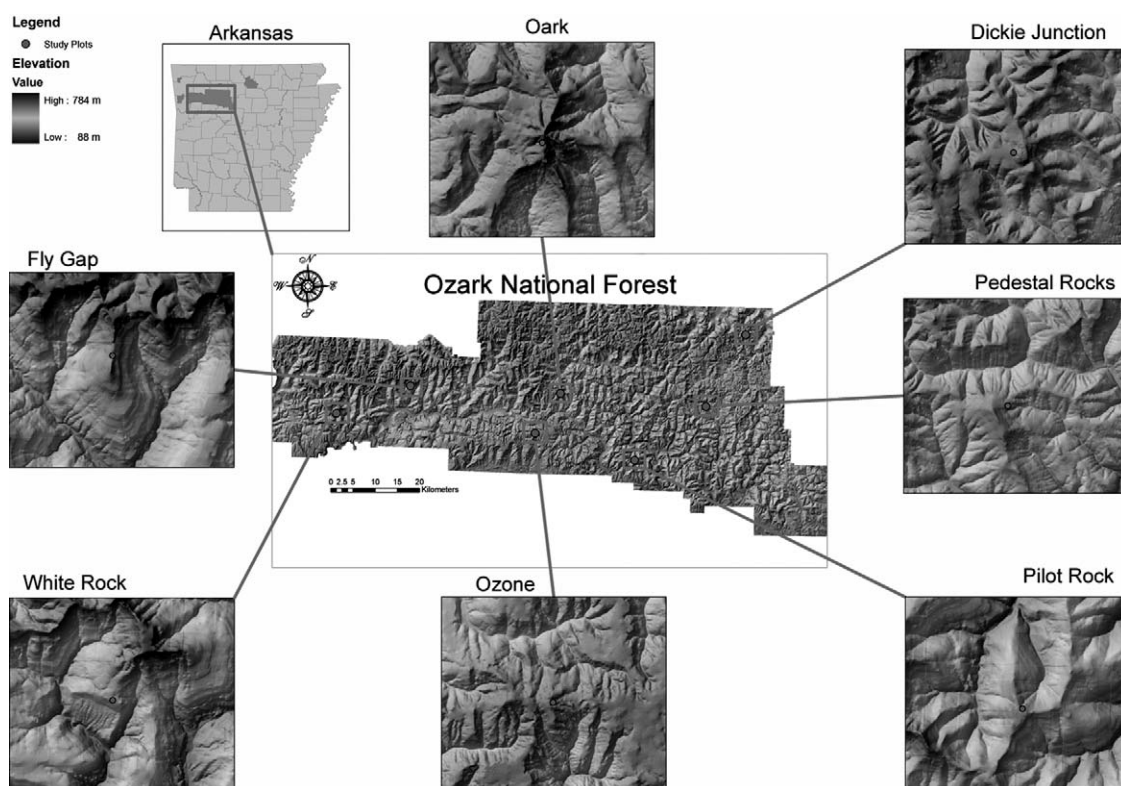 Legend
Study Plots
Elevation
Value
High : 784 m
Low : 88 m
Arkansas
Oark
Dickie Junction
Fly Gap
N
W
E
S
Ozark National Forest
Pedestal Rocks
0 2.5 5 10 15 20
Kilometers
White Rock
Ozone
Pilot Rock